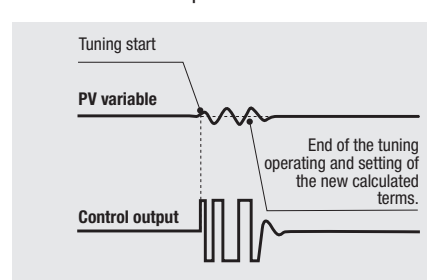 Tuning start
PV variable
End of the tuning
operating and setting of
the new calculated
terms.
Control output